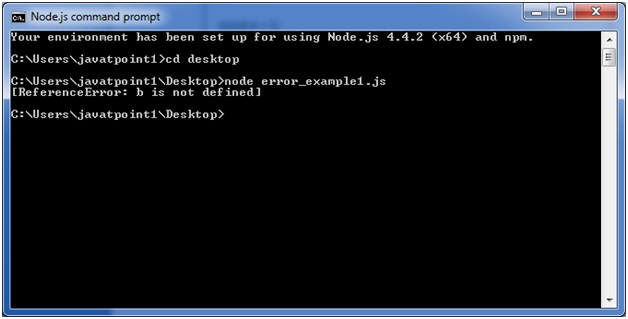 Node.js command prompt
Your environment has been set up for using Node.js 4.4.2 (x64) and npm.
C:\Users\javatpoint1>cd desktop
C:\Users\javatpoint1\Desktop>node error_example1.js
[ReferenceError: b is not defined]
C:\Users\javatpoint1\Desktop>